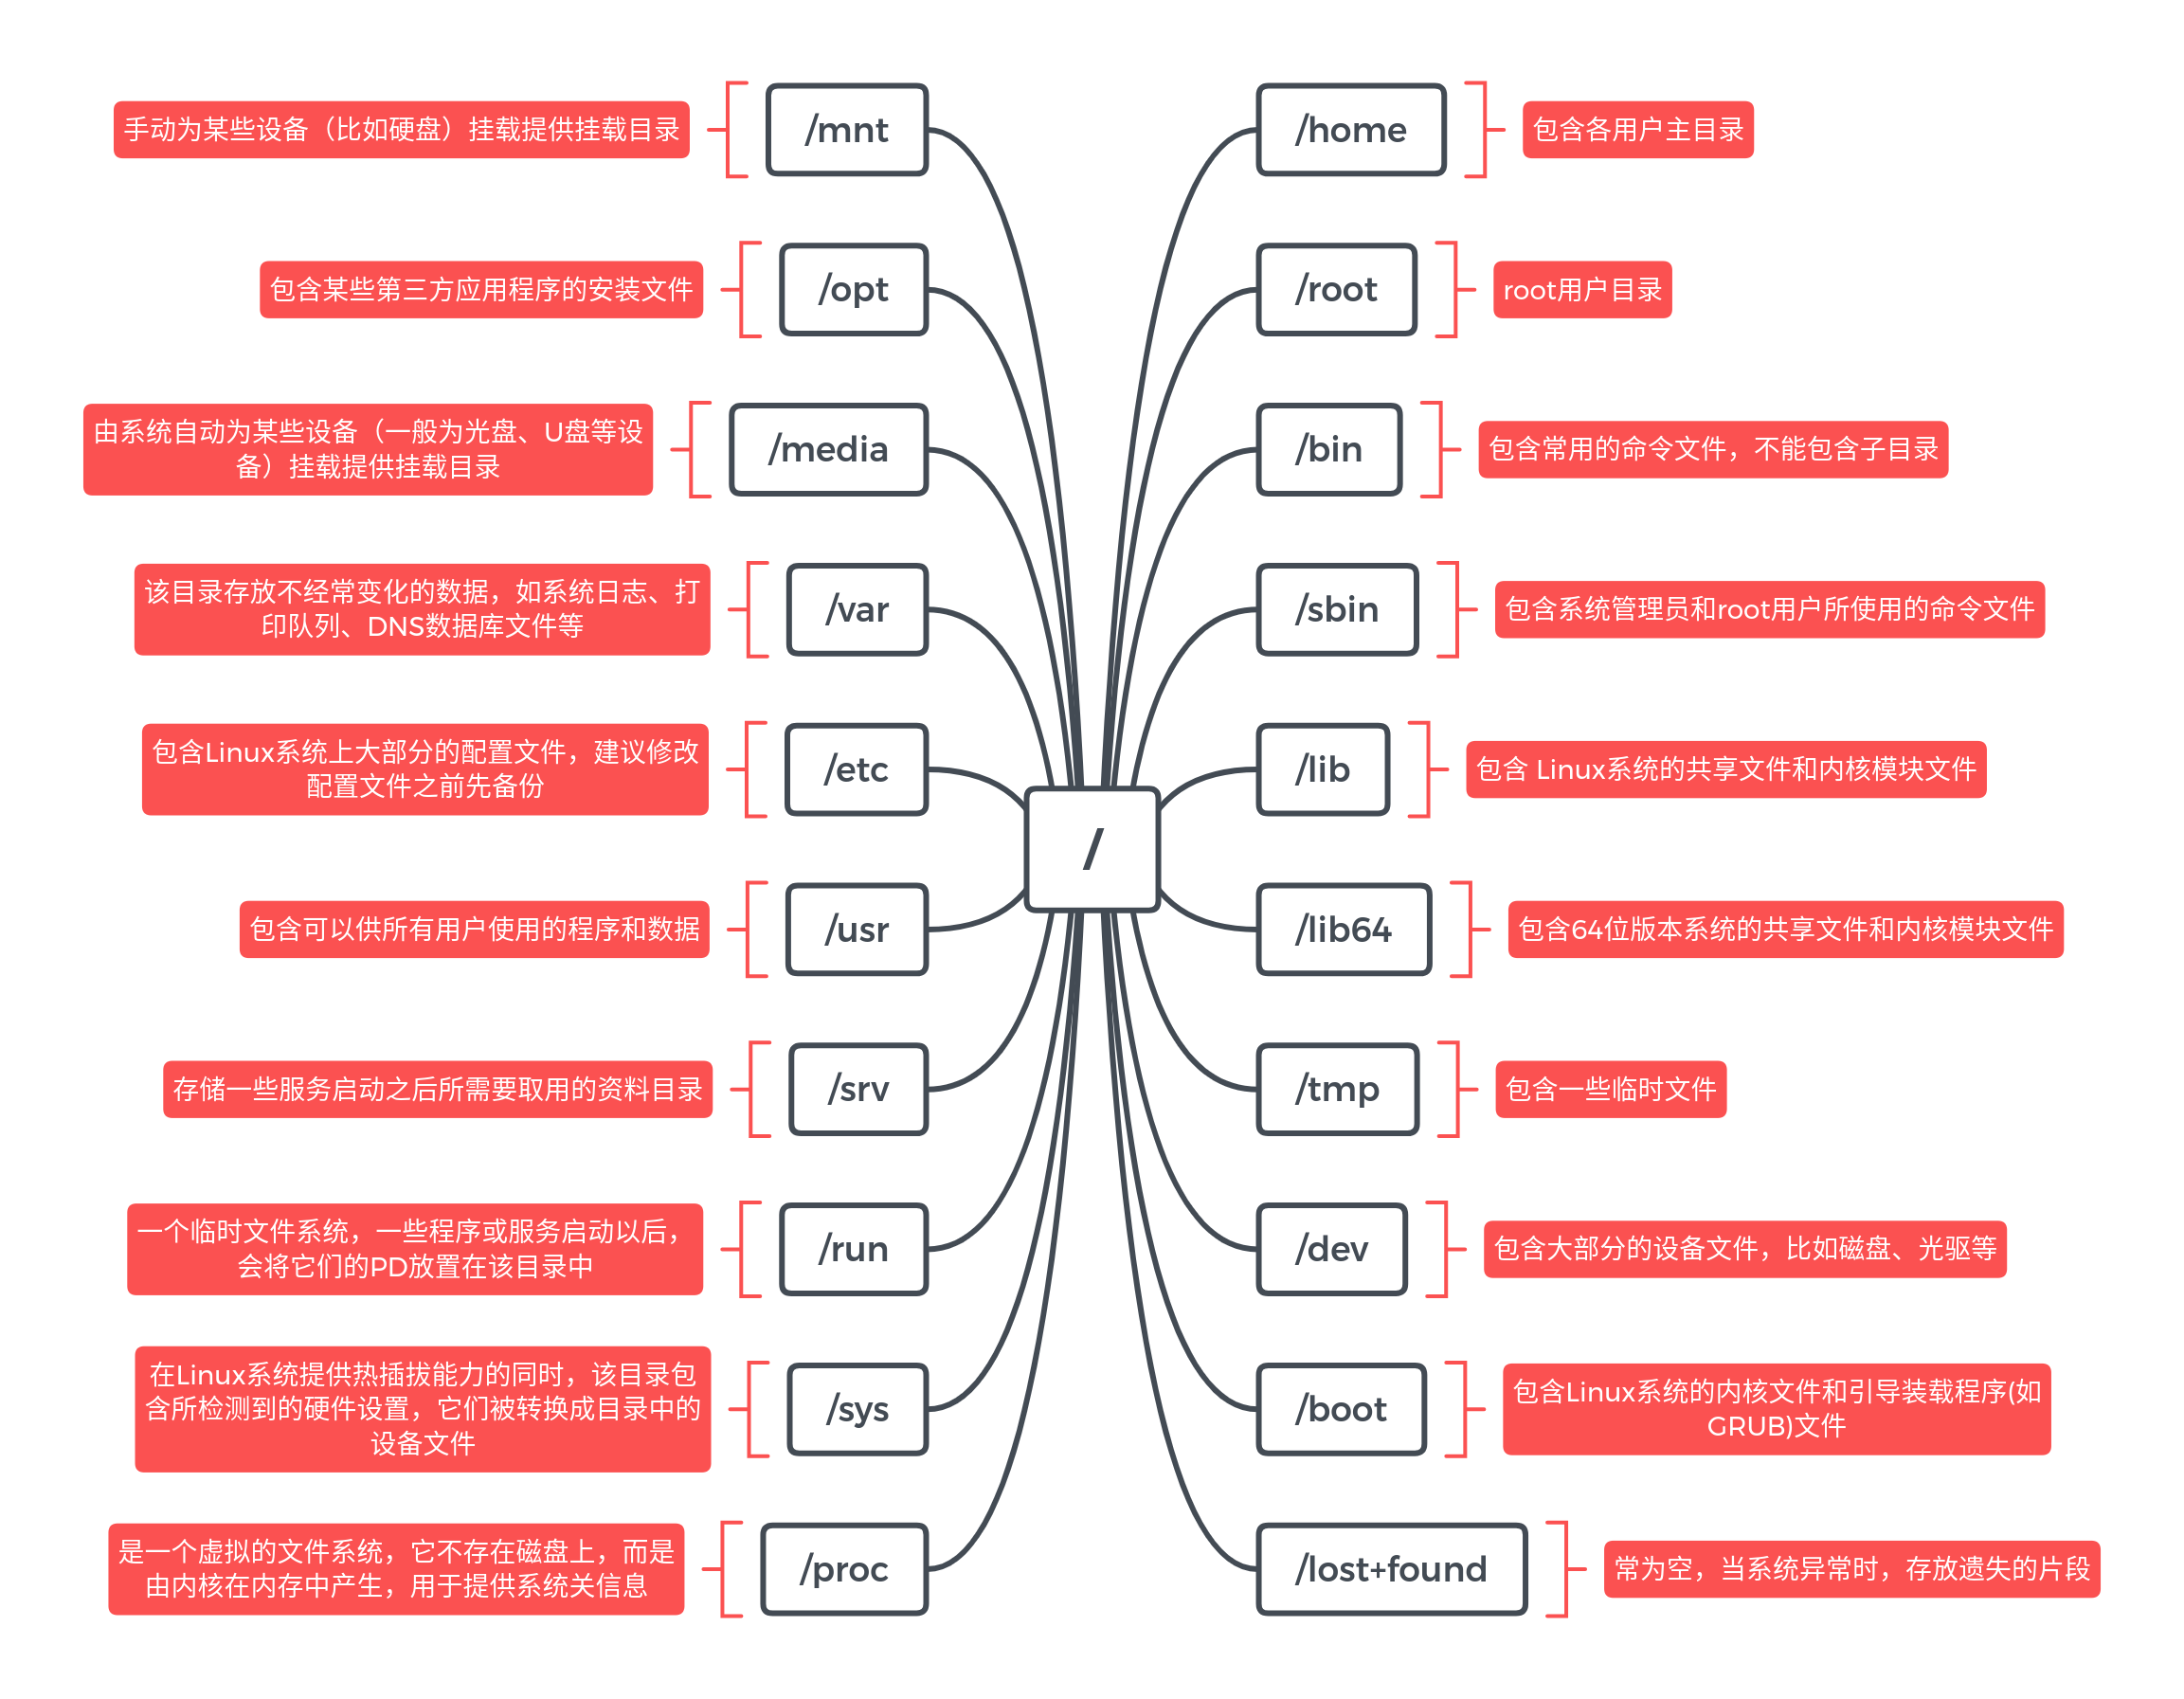 /
/mnt
手动为某些设备（比如硬盘）挂载提供挂载目录
/opt
包含某些第三方应用程序的安装文件
/media
由系统自动为某些设备（一般为光盘、U盘等设
备）挂载提供挂载目录
/var
该目录存放不经常变化的数据，如系统日志、打
印队列、DNS数据库文件等
/etc
包含Linux系统上大部分的配置文件，建议修改
配置文件之前先备份
/usr
包含可以供所有用户使用的程序和数据
/srv
存储一些服务启动之后所需要取用的资料目录
/run
一个临时文件系统，一些程序或服务启动以后，
会将它们的PD放置在该目录中
/sys
在Linux系统提供热插拔能力的同时，该目录包
含所检测到的硬件设置，它们被转换成目录中的
设备文件
/proc
是一个虚拟的文件系统，它不存在磁盘上，而是
由内核在内存中产生，用于提供系统关信息
/home
包含各用户主目录
/root
root用户目录
/bin
包含常用的命令文件，不能包含子目录
/sbin
包含系统管理员和root用户所使用的命令文件
/lib
包含 Linux系统的共享文件和内核模块文件
/lib64
包含64位版本系统的共享文件和内核模块文件
/tmp
包含一些临时文件
/dev
包含大部分的设备文件，比如磁盘、光驱等
/boot
包含Linux系统的内核文件和引导装载程序(如
GRUB)文件
/lost+found
常为空，当系统异常时，存放遗失的片段